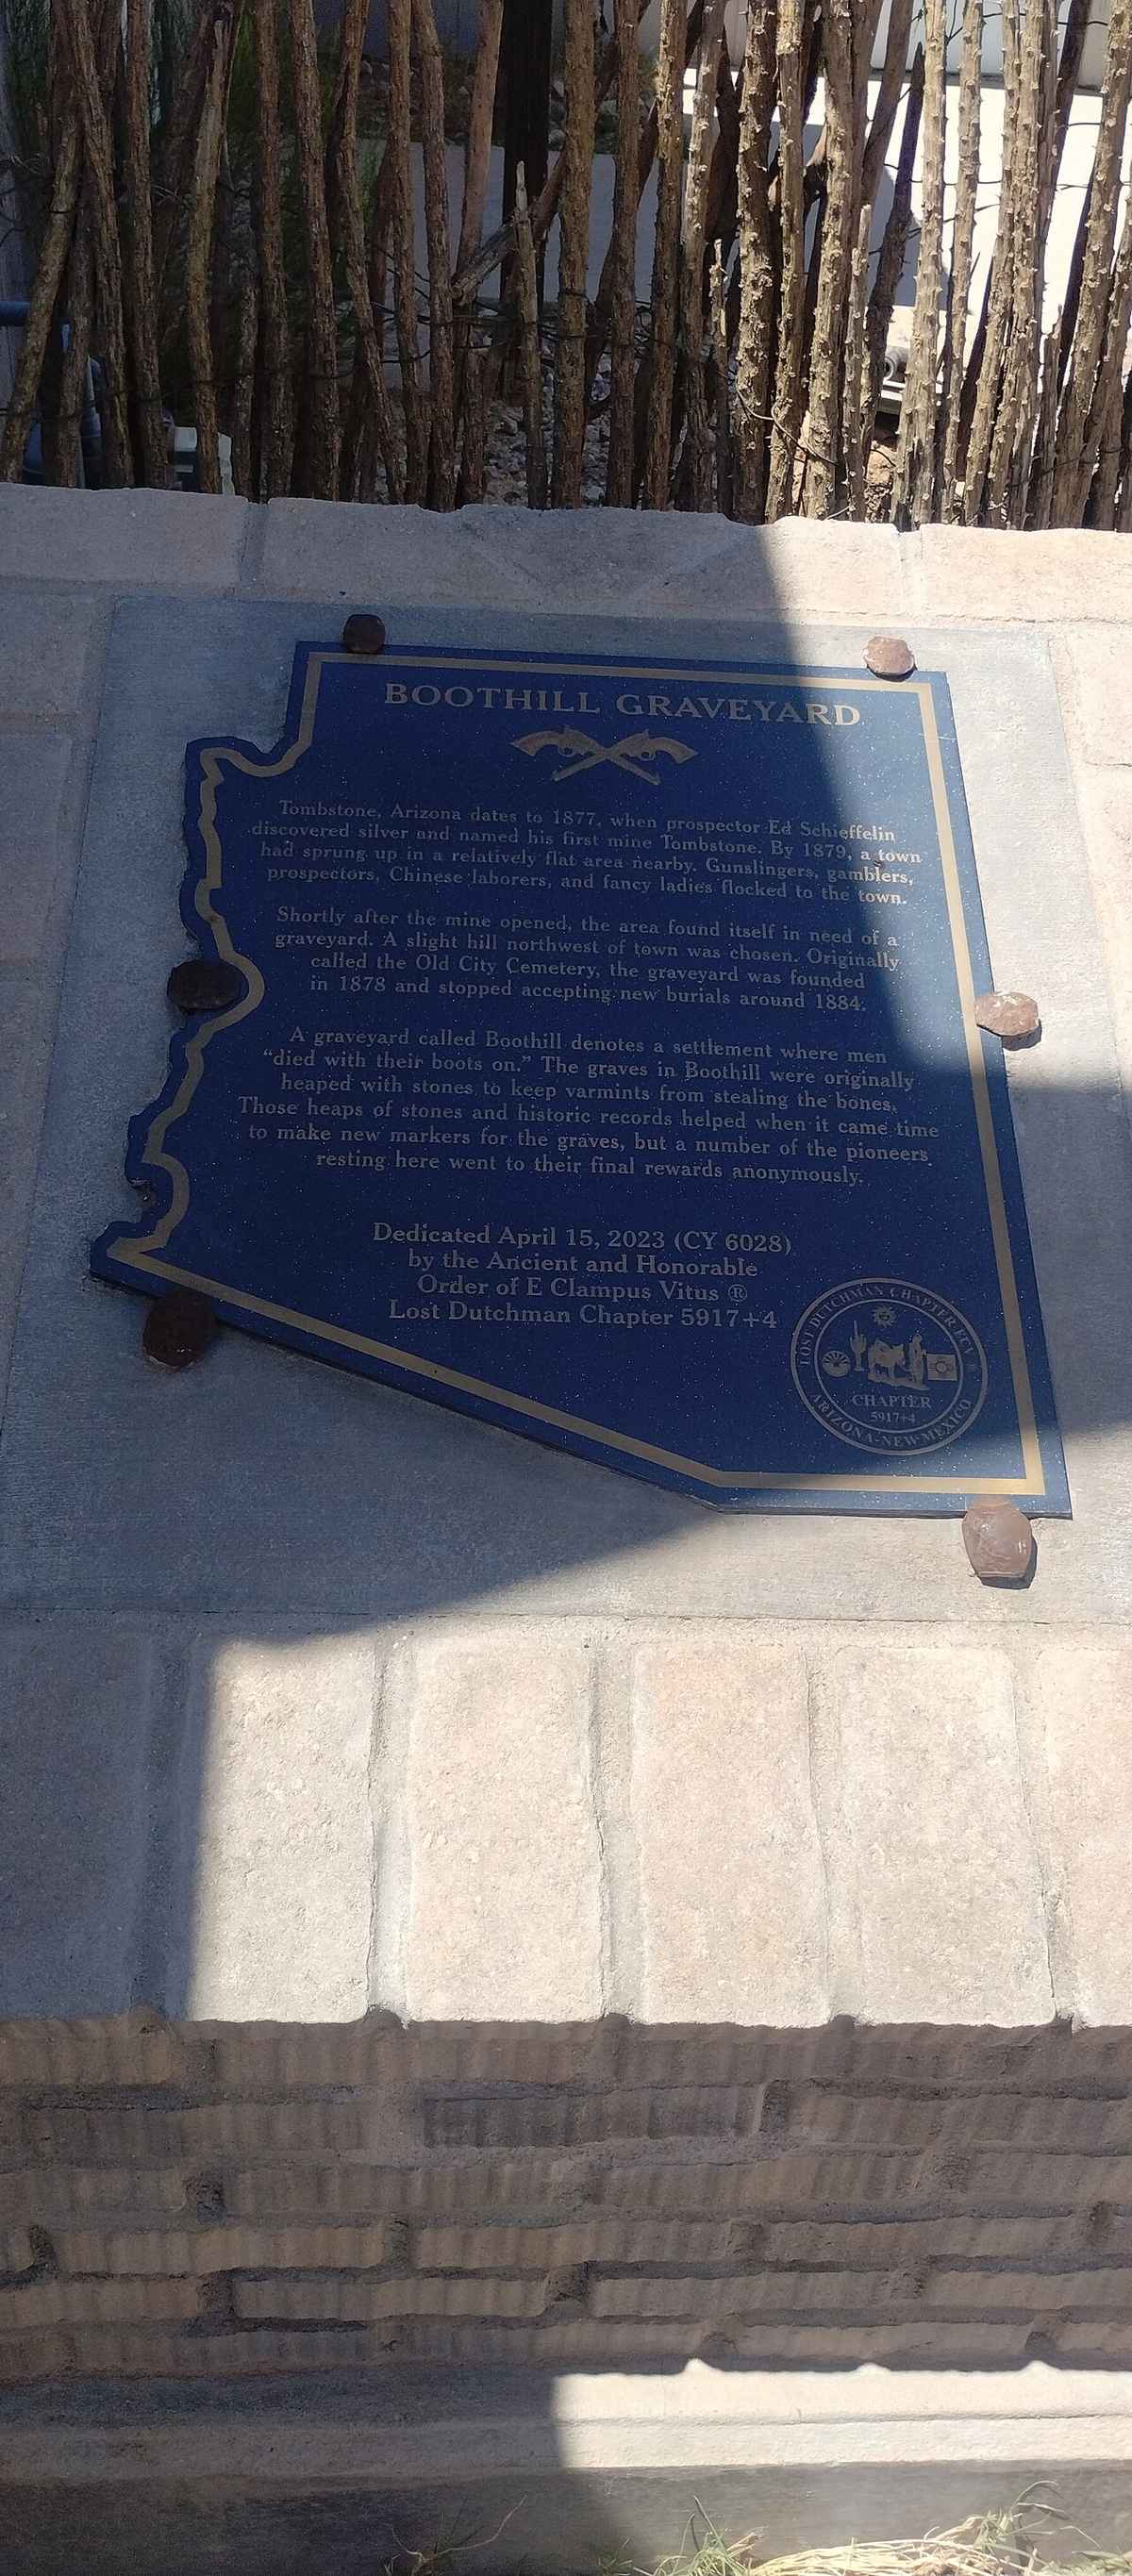 BOOTHILL GRAVEYARD
Tombstone, Arizona dates to 1877, when prospector Ed Schieffelin
discovered silver and named his first mine Tombstone. By 1879, a town
had sprung up in a relatively flat area nearby. Gunslingers, gamblers,
prospectors, Chinese laborers, and fancy ladies flocked to the town.
Shortly after the mine opened, the area found itself in need of a
graveyard. A slight hill northwest of town was chosen. Originally
called the Old City Cemetery, the graveyard was founded
in 1878 and stopped accepting new burials around 1884.
A graveyard called Boothill denotes a settlement where men
“died with their boots on.” The graves in Boothill were originally
heaped with stones to keep varmints from stealing the bones.
Those heaps of stones and historic records helped when it came time
to make new markers for the graves, but a number of the pioneers
resting here went to their final rewards anonymously.
Dedicated April 15, 2023 (CY 6028)
by the Ancient and Honorable
Order of E Clampus Vitus ®
Lost Dutchman Chapter 5917+4
LOST DUTCHMAN CHAPTER ECV ®
CHAPTER
5917+4
ARIZONA-NEW MEXICO